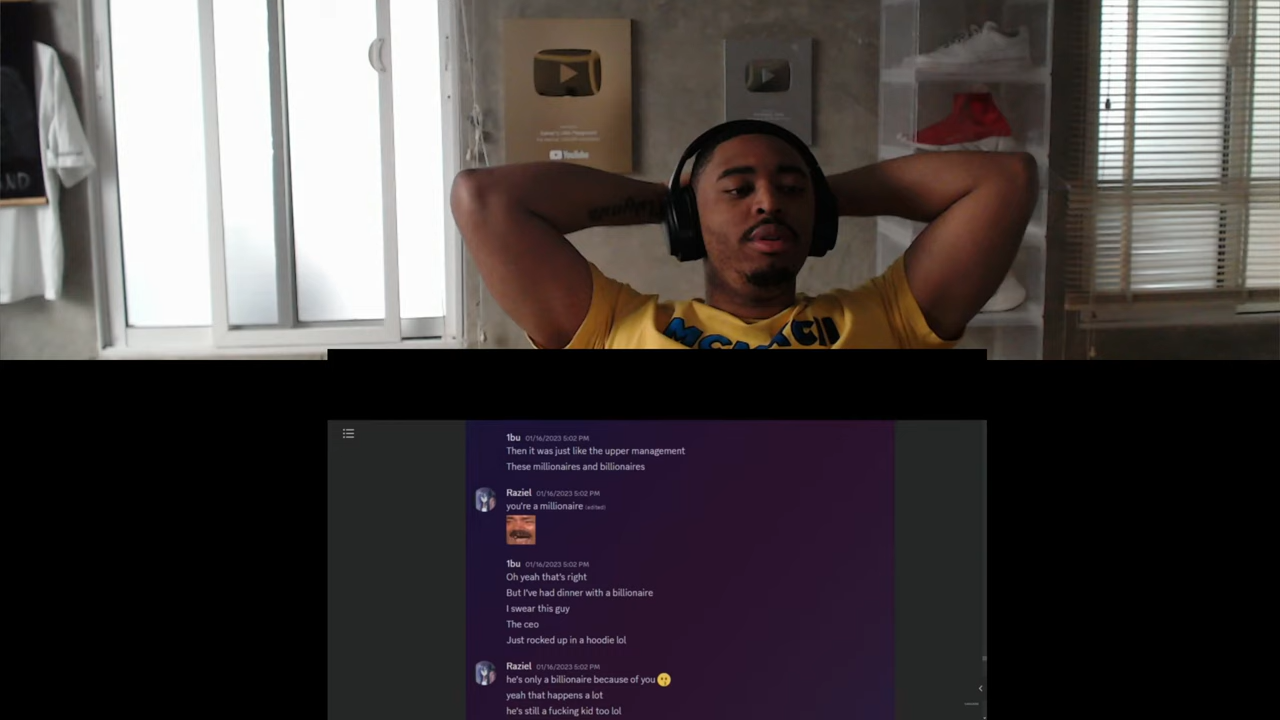 YouTube
1bu 01/16/2023 5:02 PM
Then it was just like the upper management
These millionaires and billionaires
Raziel 01/16/2023 5:02 PM
you're a millionaire (edited)
1bu 01/16/2023 5:02 PM
Oh yeah that's right
But I've had dinner with a billionaire
I swear this guy
The ceo
Just rocked up in a hoodie lol
Raziel 01/16/2023 5:02 PM
he's only a billionaire because of you
yeah that happens a lot
he's still a fucking kid too lol